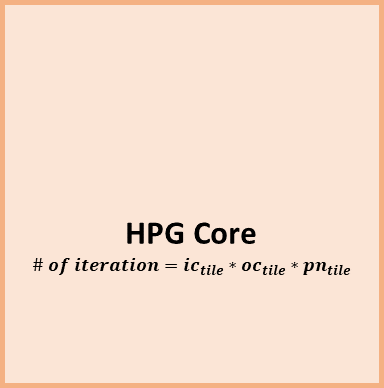 HPG Core
# of iteration = ic_tile * oc_tile * pn_tile